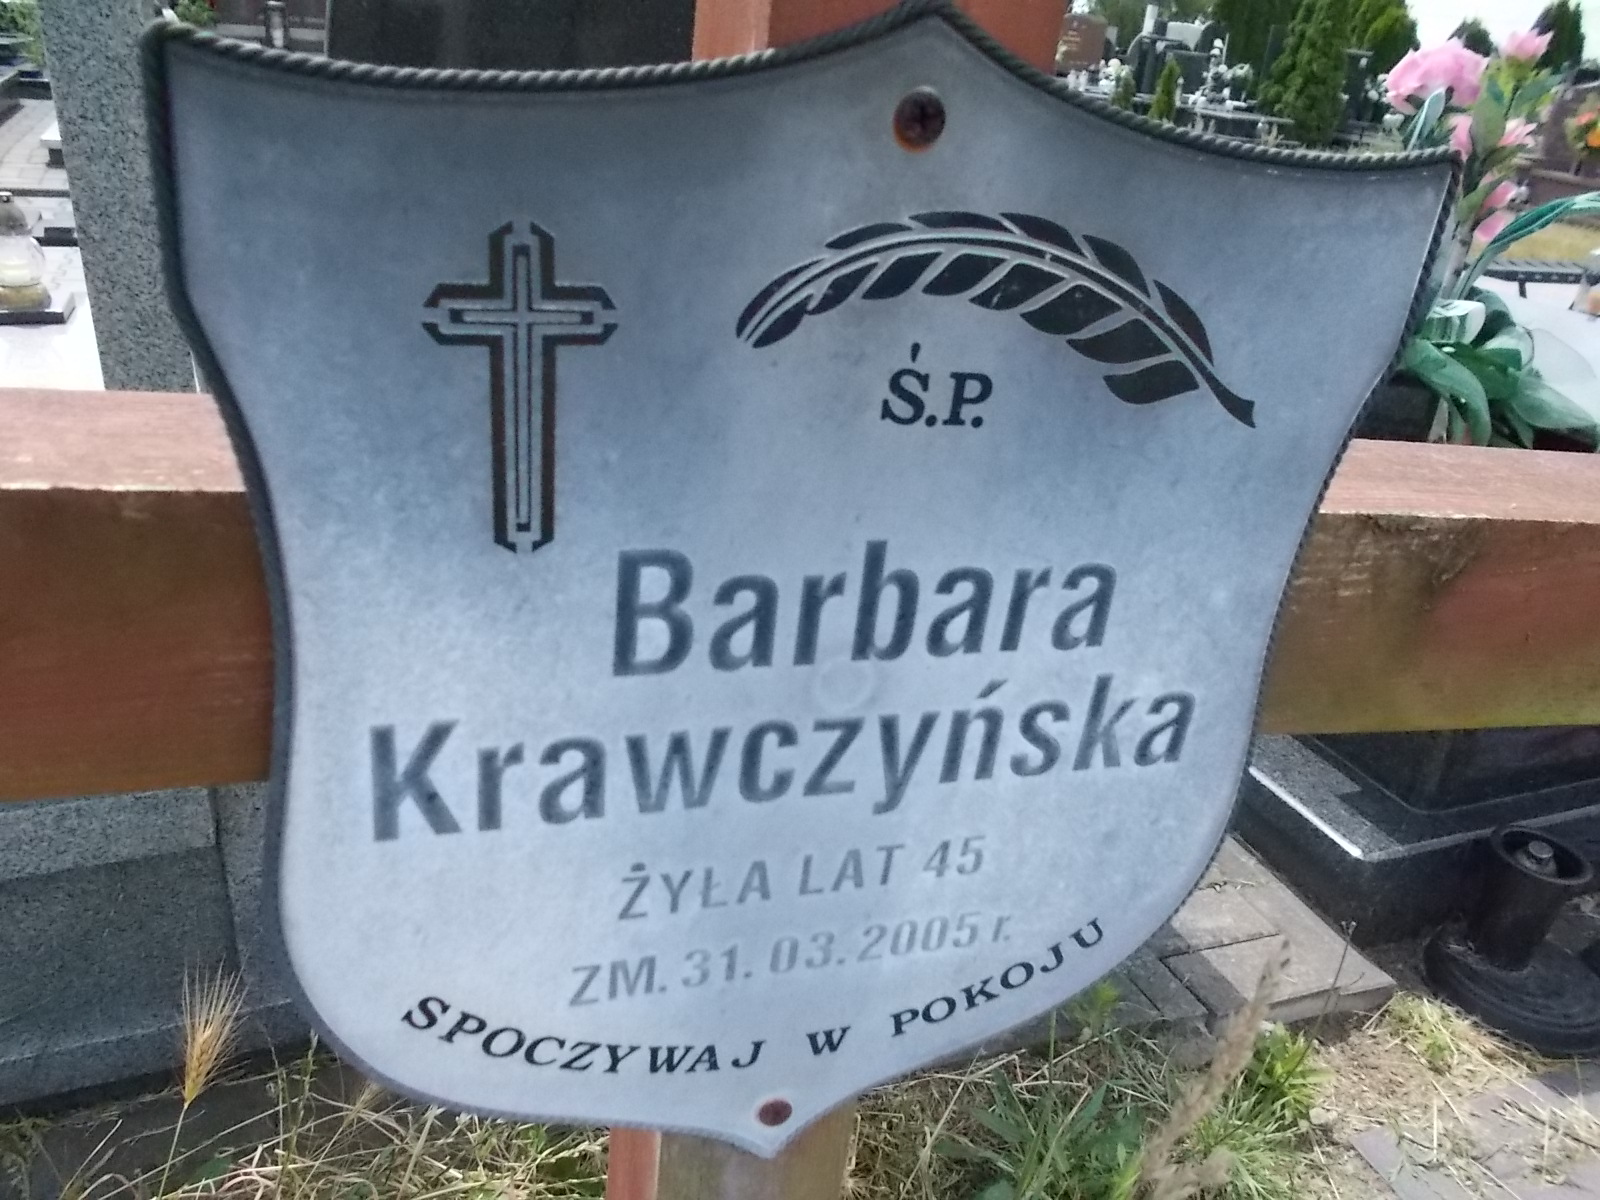 Ś.P.
Barbara
Krawczyńska
ŻYŁA LAT 45
ZM. 31. 03. 2005 r.
SPOCZYWAJ W POKOJU